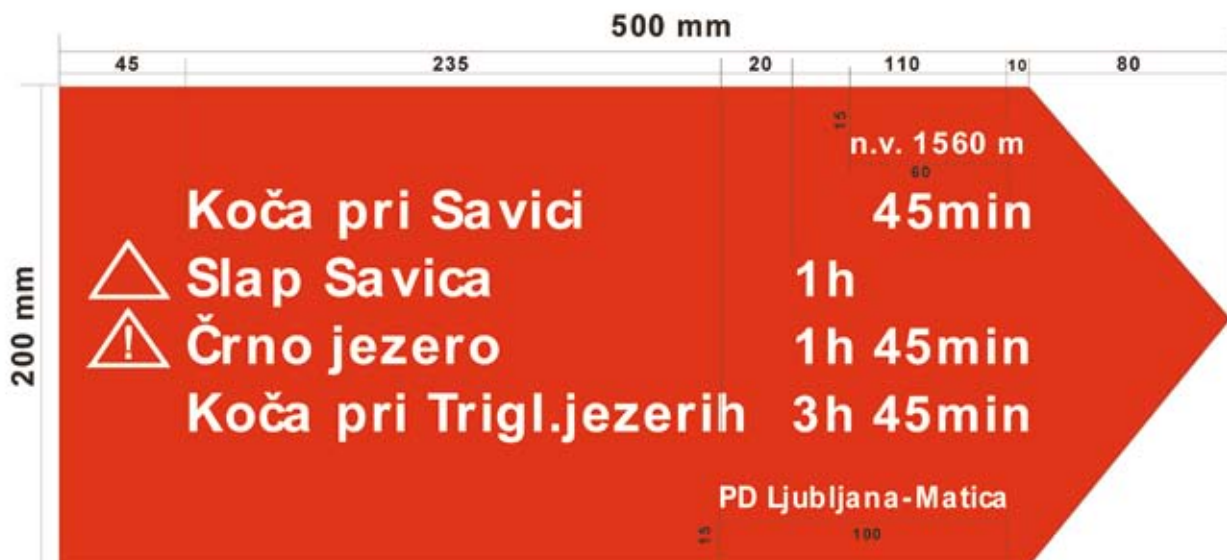 500 mm
45 235 20 110 10 80
15
n.v. 1560 m
60
Koča pri Savici 45min
Slap Savica 1h
! Črno jezero 1h 45min
Koča pri Trigl.jezerih 3h 45min
200 mm
PD Ljubljana-Matica
15 100